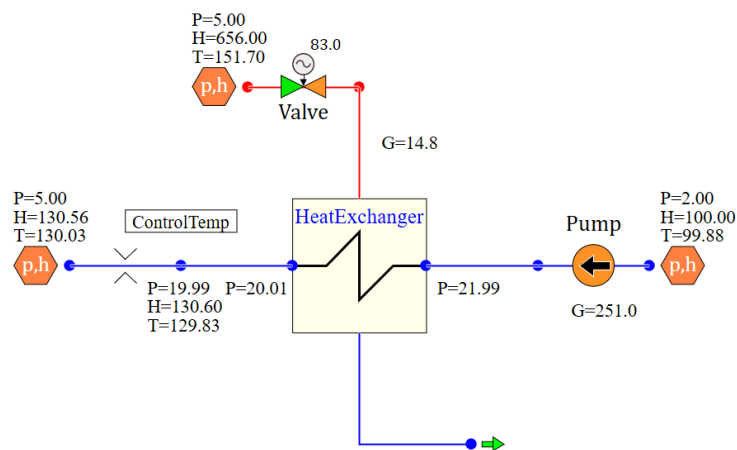 P=5.00
H=656.00
T=151.70
p,h
83.0
Valve
G=14.8
P=5.00
H=130.56
T=130.03
p,h
ControlTemp
P=19.99
H=130.60
T=129.83
P=20.01
HeatExchanger
P=21.99
Pump
G=251.0
P=2.00
H=100.00
T=99.88
p,h